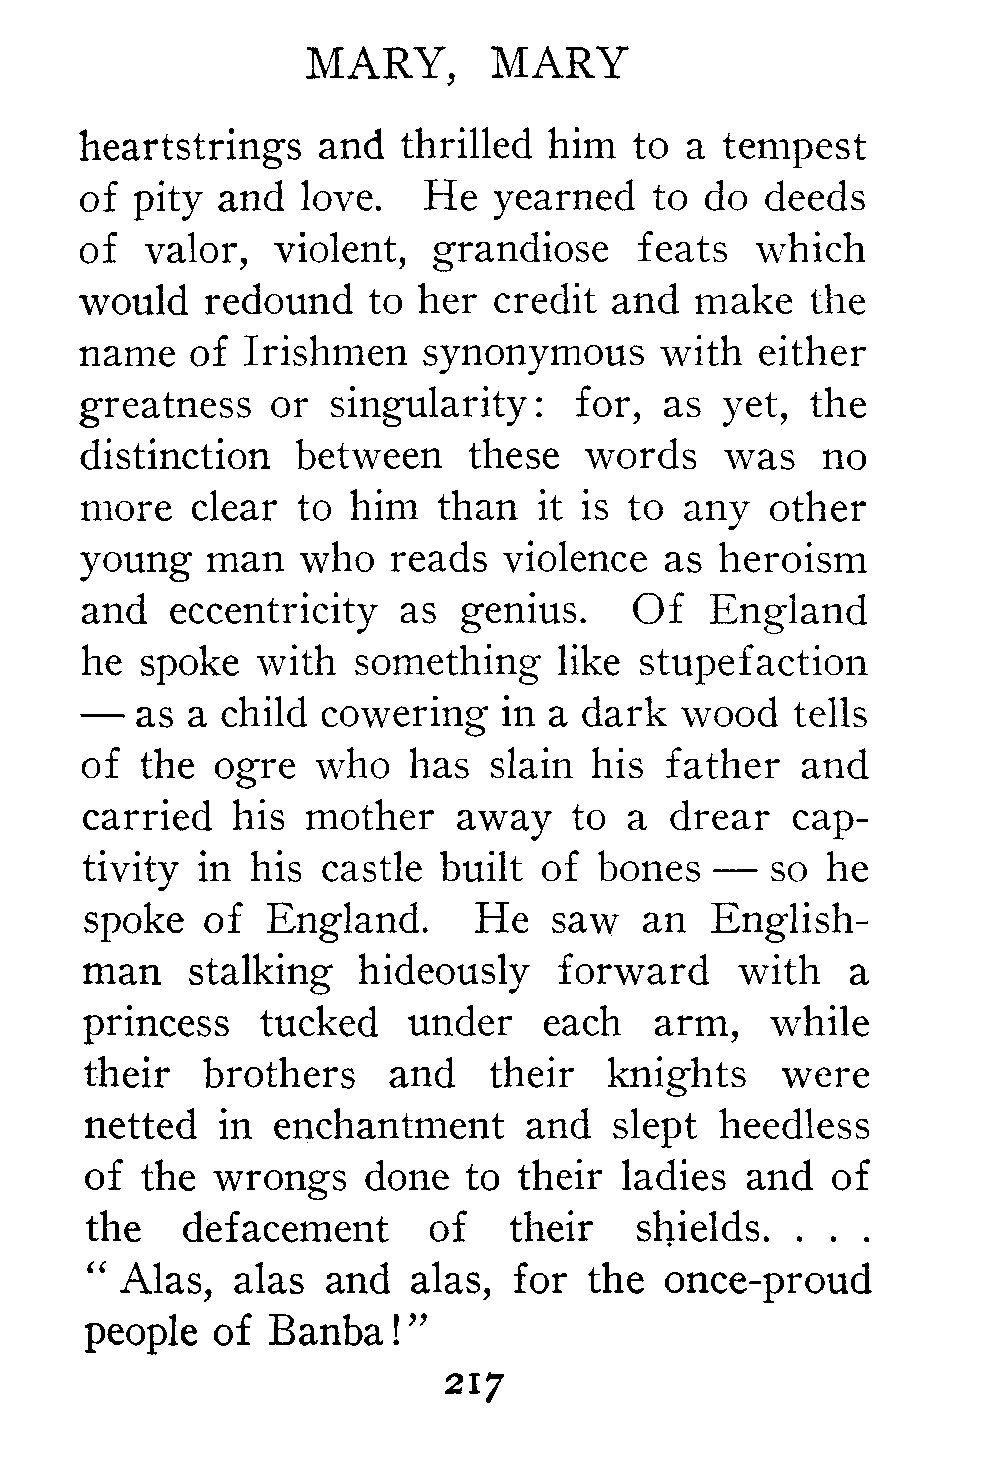 MARY, MARY
heartstrings and thrilled him to a tempest
of pity and love. He yearned to do deeds
of valor, violent, grandiose feats which
would redound to her credit and make the
name of Irishmen synonymous with either
greatness or singularity: for, as yet, the
distinction between these words was no
more clear to him than it is to any other
young man who reads violence as heroism
and eccentricity as genius. Of England
he spoke with something like stupefaction
— as a child cowering in a dark wood tells
of the ogre who has slain his father and
carried his mother away to a drear cap-
tivity in his castle built of bones — so he
spoke of England. He saw an English-
man stalking hideously forward with a
princess tucked under each arm, while
their brothers and their knights were
netted in enchantment and slept heedless
of the wrongs done to their ladies and of
the defacement of their shields. . . .
“ Alas, alas and alas, for the once-proud
people of Banba!”
217